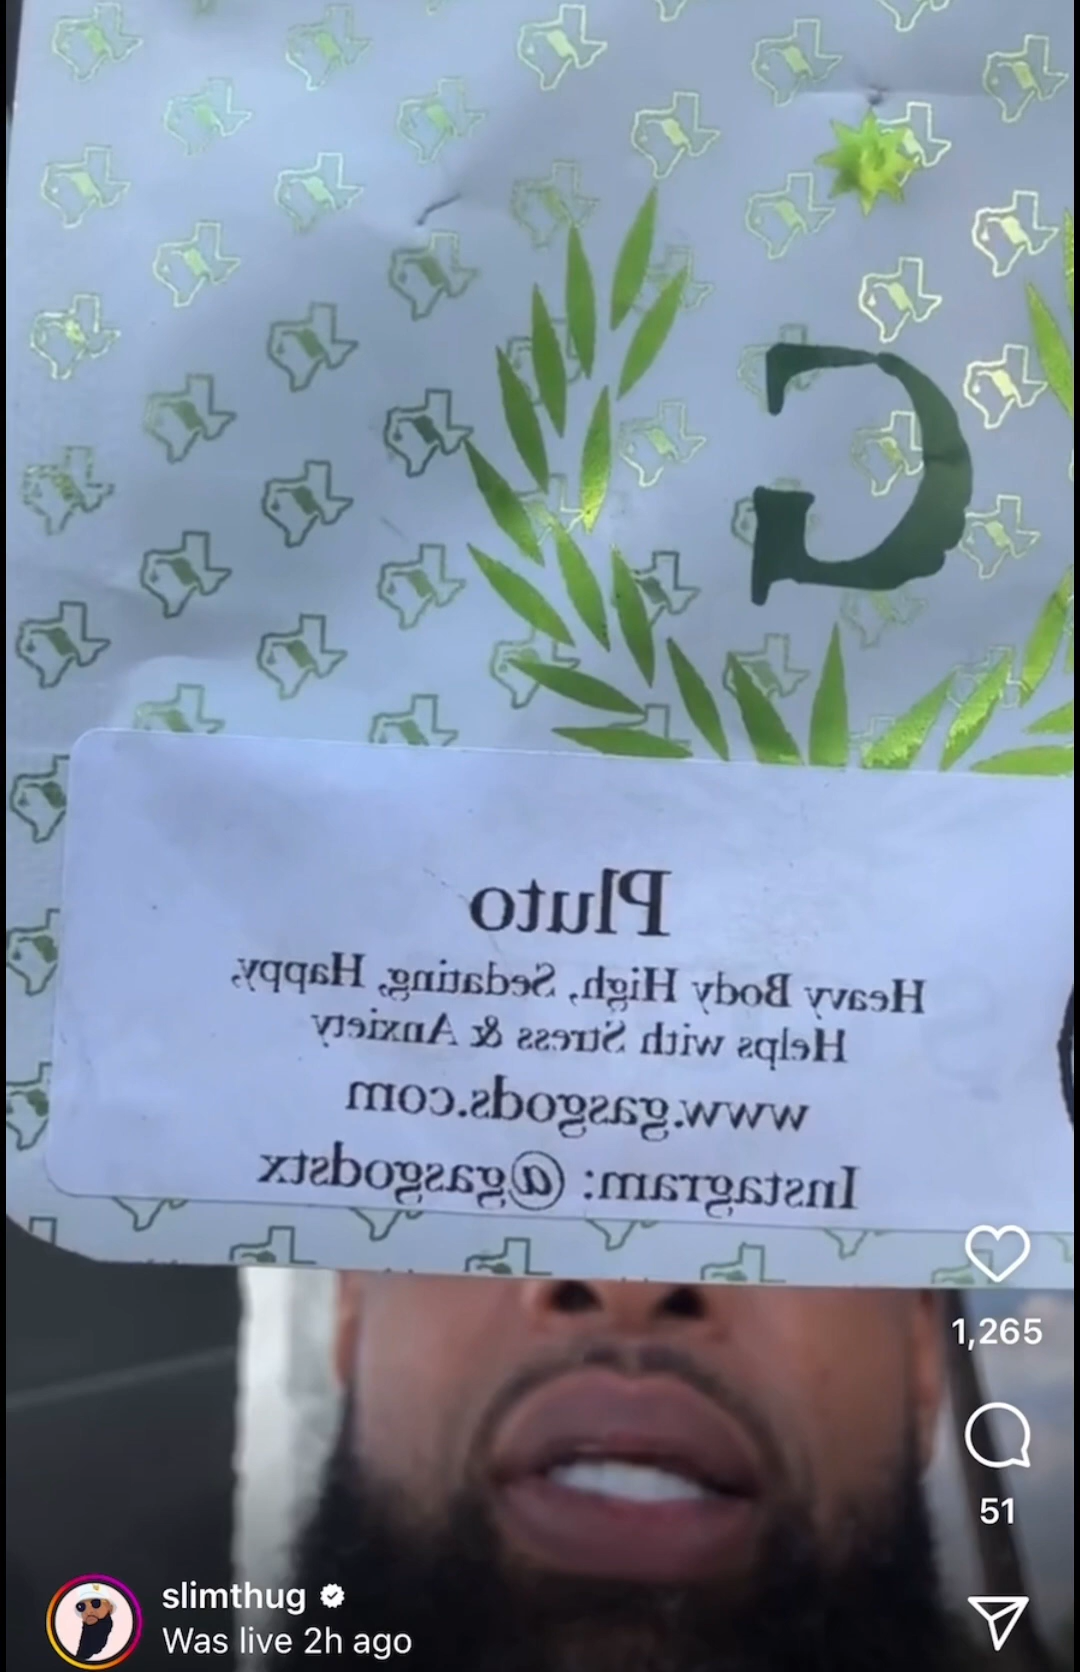 G
Pluto
Heavy Body High, Sedating, Happy,
Helps with Stress & Anxiety
www.gasgods.com
Instagram: @gasgodstx
1,265
51
slimthug
Was live 2h ago